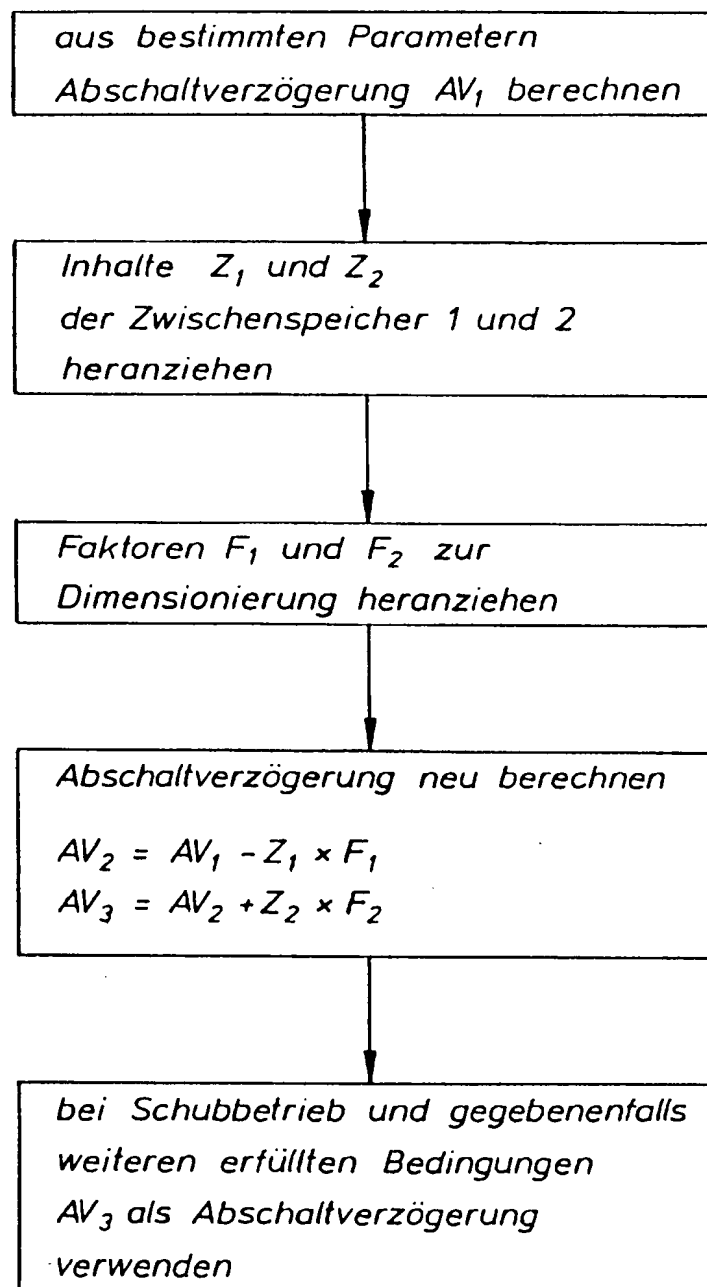 aus bestimmten Parametern
Abschaltverzögerung AV₁ berechnen
Inhalte Z₁ und Z₂
der Zwischenspeicher 1 und 2
heranziehen
Faktoren F₁ und F₂ zur
Dimensionierung heranziehen
Abschaltverzögerung neu berechnen
AV₂ = AV₁ - Z₁ × F₁
AV₃ = AV₂ + Z₂ × F₂
bei Schubbetrieb und gegebenenfalls
weiteren erfüllten Bedingungen
AV₃ als Abschaltverzögerung
verwenden